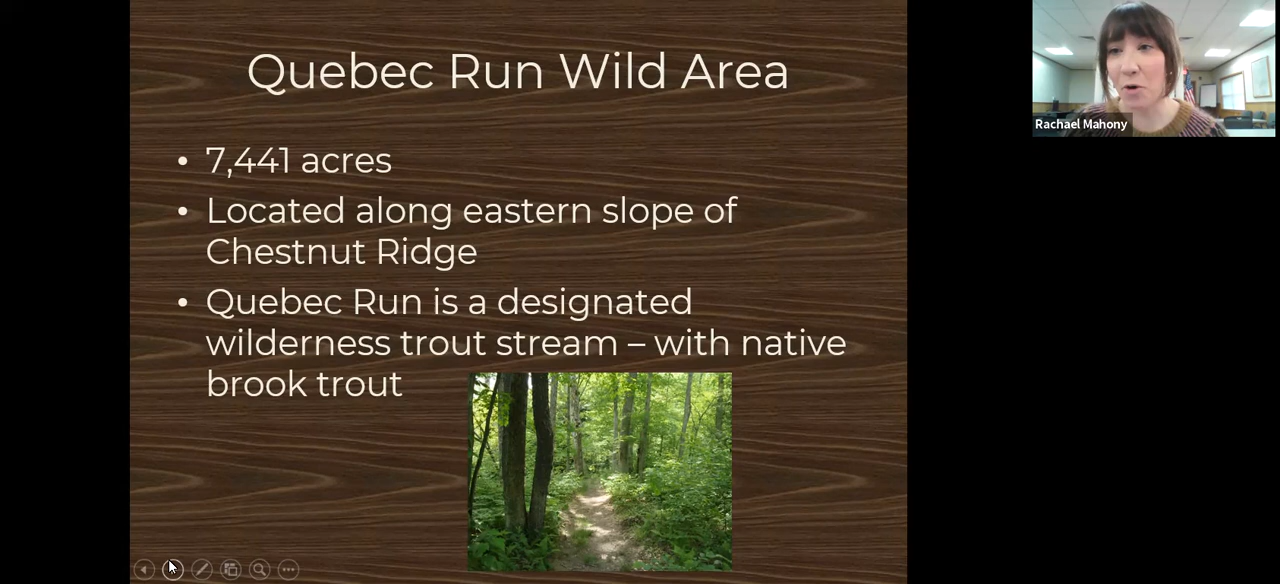 Quebec Run Wild Area
• 7,441 acres
• Located along eastern slope of
Chestnut Ridge
• Quebec Run is a designated
wilderness trout stream – with native
brook trout
Rachael Mahony